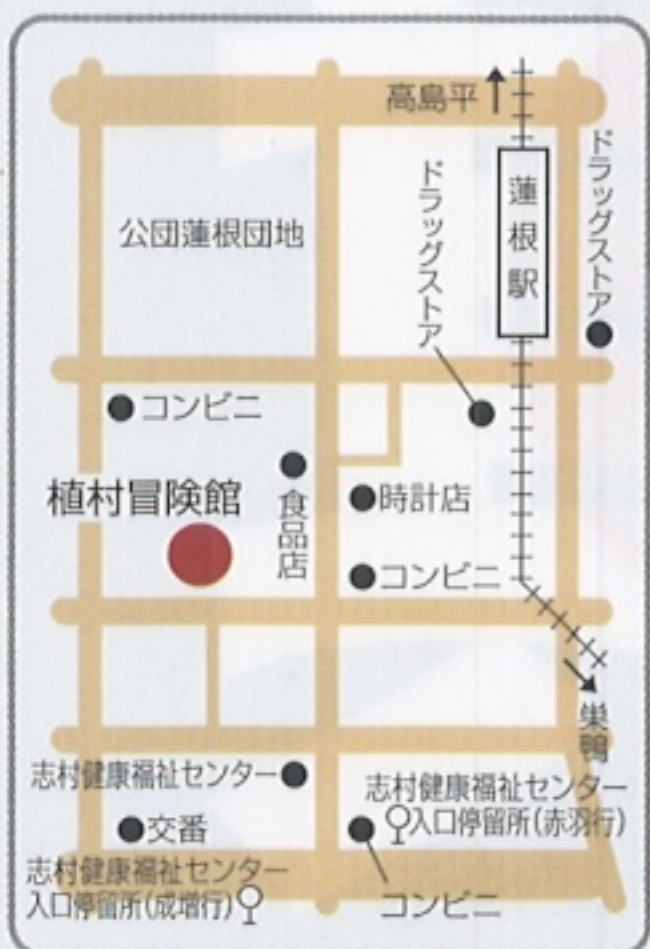 高島平
ドラッグストア
蓮根駅
ドラッグストア
公団蓮根団地
コンビニ
植村冒険館
食品店
時計店
コンビニ
巣鴨
志村健康福祉センター
志村健康福祉センター
入口停留所(赤羽行)
交番
志村健康福祉センター
入口停留所(成増行)
コンビニ